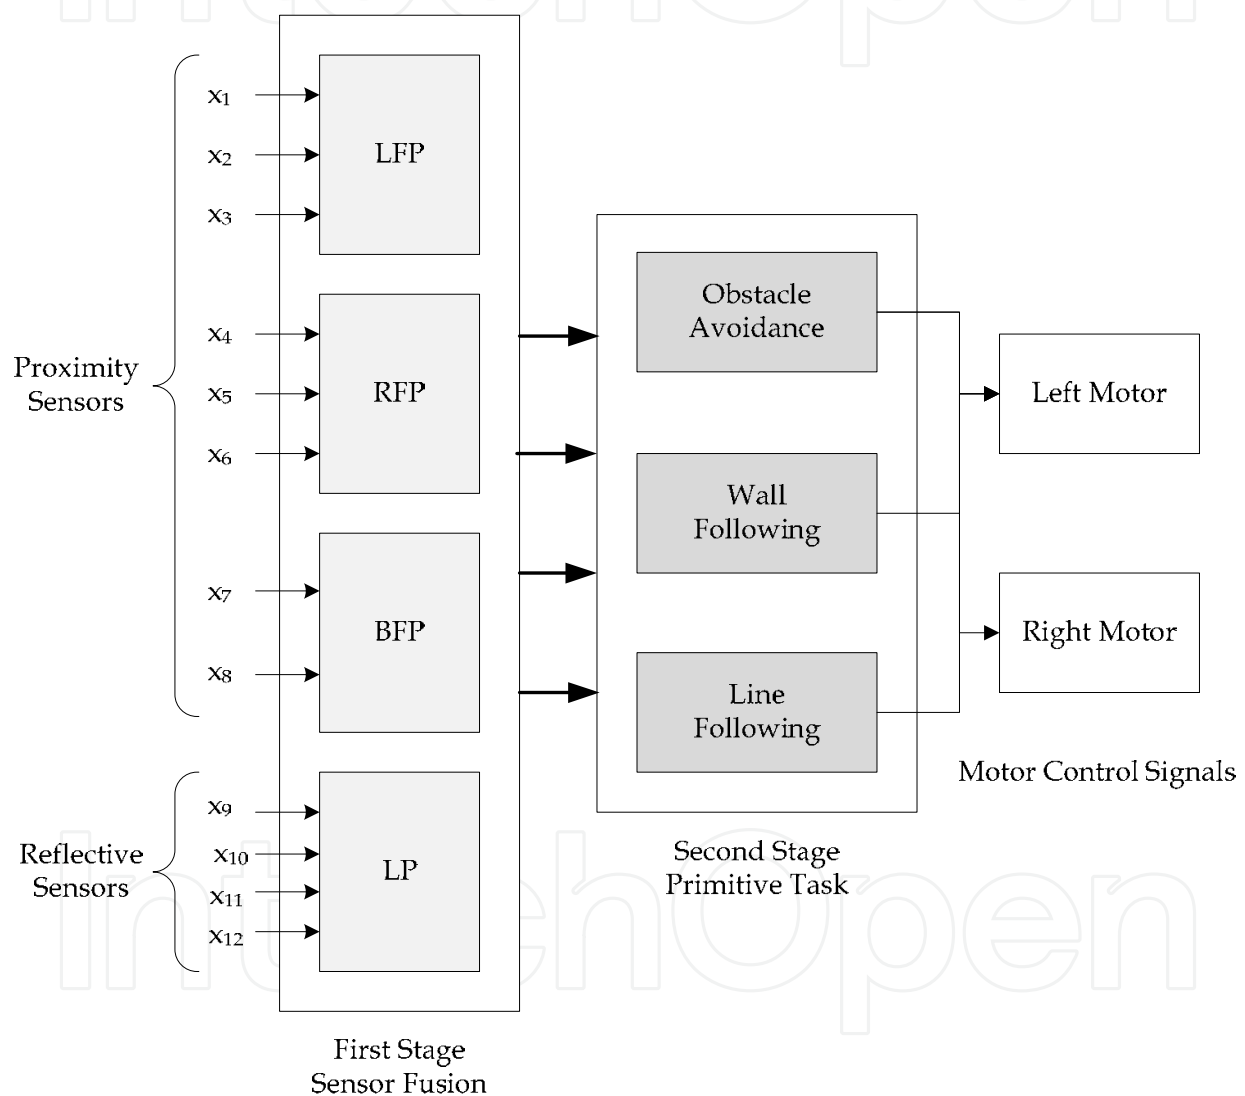 IntechOpen
x1
x2
x3
LFP
x4
x5
x6
RFP
Proximity
Sensors
x7
x8
BFP
x9
x10
x11
x12
LP
Reflective
Sensors
First Stage
Sensor Fusion
Obstacle
Avoidance
Wall
Following
Line
Following
Second Stage
Primitive Task
Left Motor
Right Motor
Motor Control Signals
IntechOpen